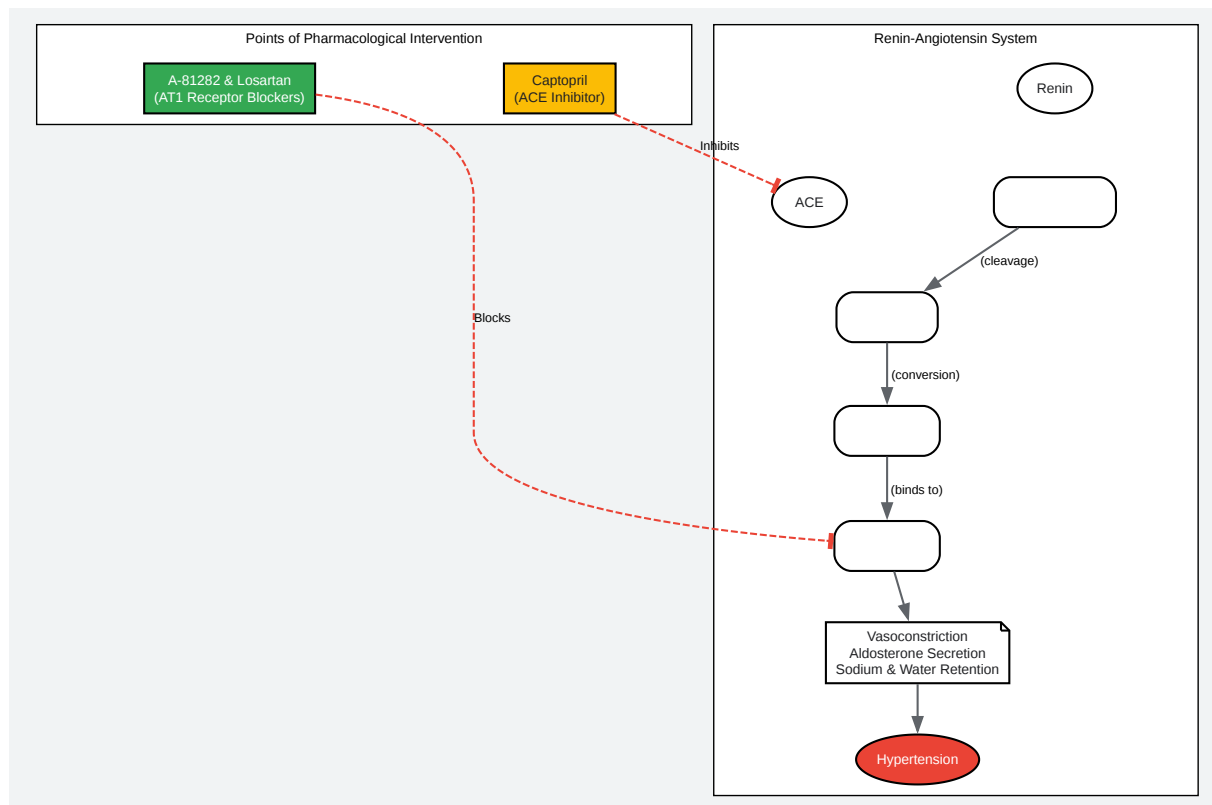 Points of Pharmacological Intervention
A-81282 & Losartan
(AT1 Receptor Blockers)
Captopril
(ACE Inhibitor)
Renin-Angiotensin System
Renin
Inhibits
ACE
(cleavage)
Blocks
(conversion)
(binds to)
Vasoconstriction
Aldosterone Secretion
Sodium & Water Retention
Hypertension